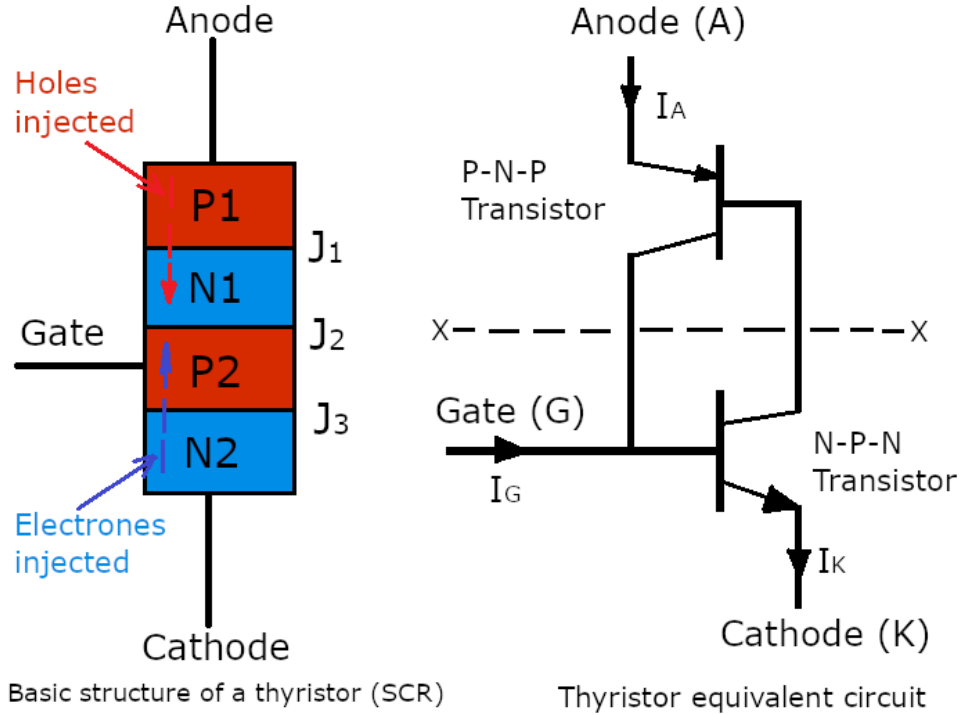 Anode
Holes
injected
P1
J1
N1
Gate
J2
P2
J3
N2
Electrones
injected
Cathode
Basic structure of a thyristor (SCR)
Anode (A)
IA
P-N-P
Transistor
X
X
Gate (G)
IG
N-P-N
Transistor
IK
Cathode (K)
Thyristor equivalent circuit